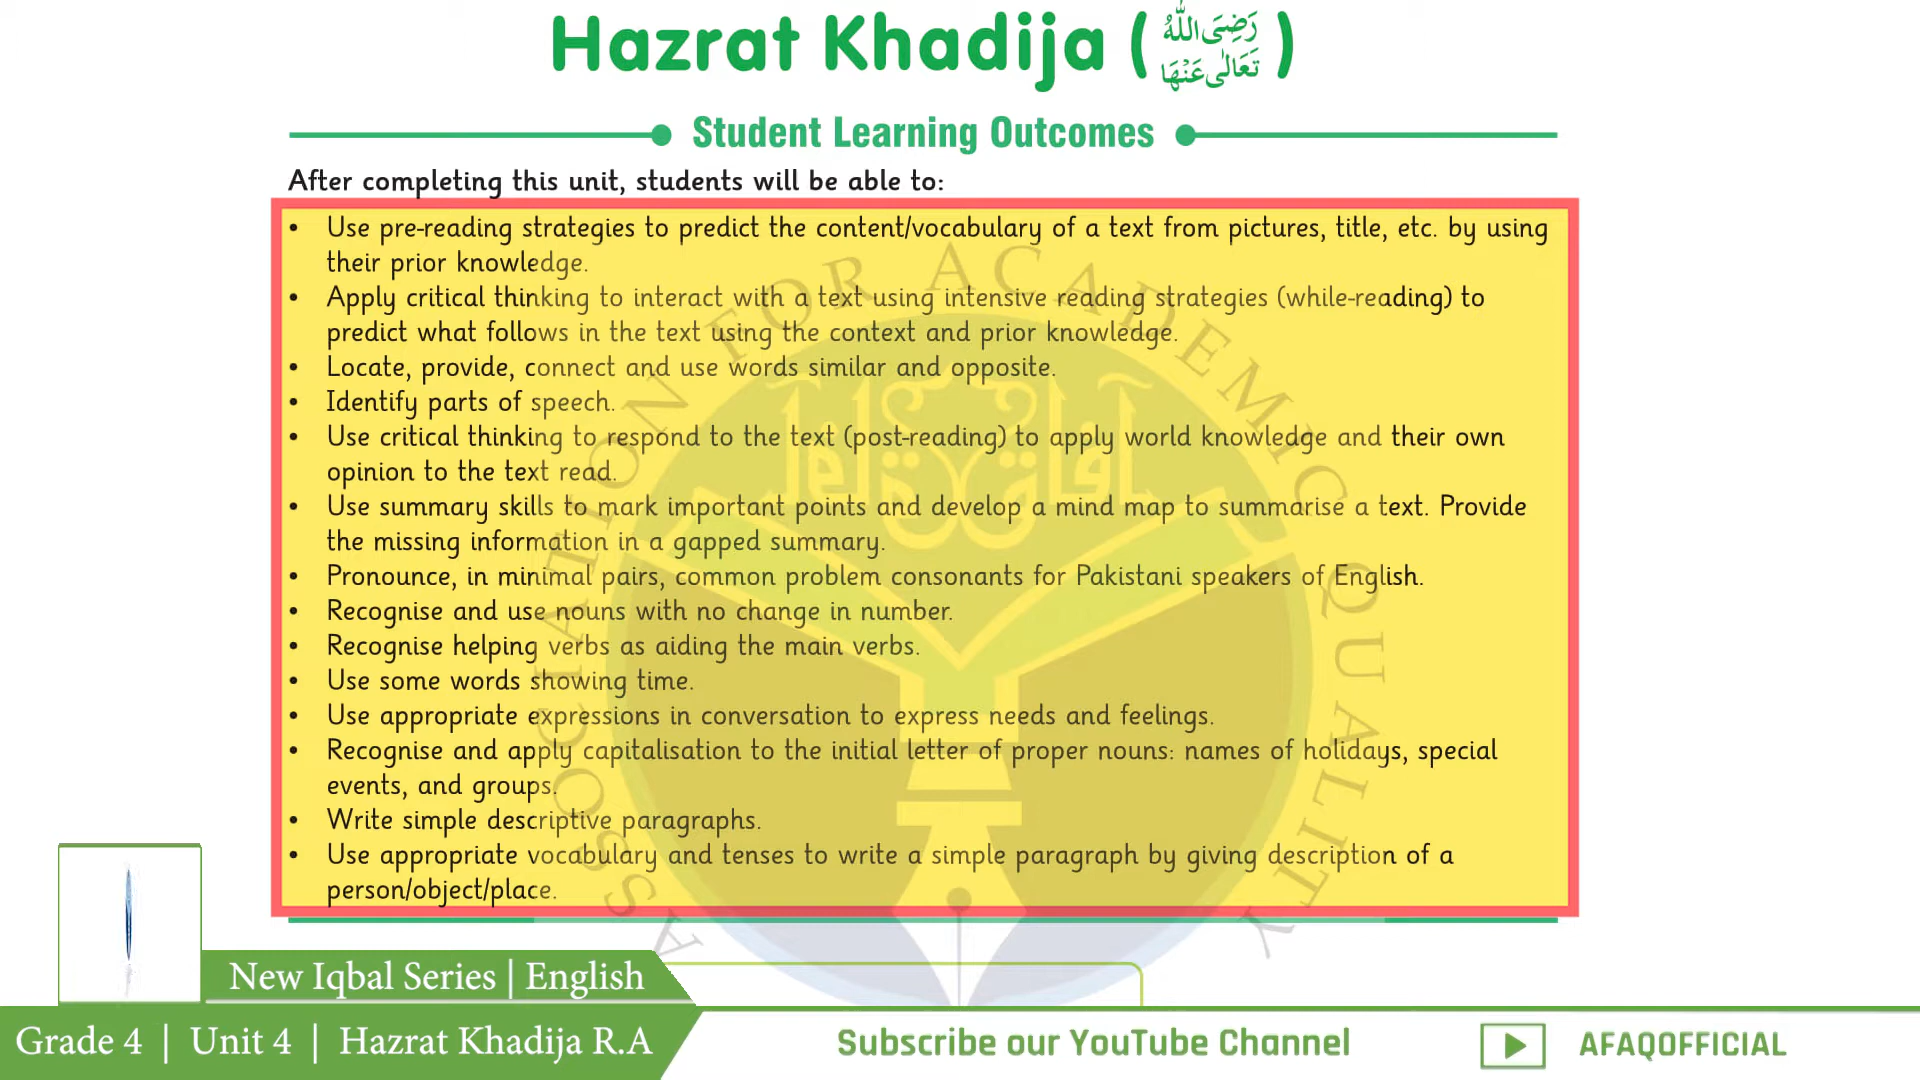 Hazrat Khadija (رَضِيَ اللّٰهُ تَعَالٰى عَنْهَا)
Student Learning Outcomes
After completing this unit, students will be able to:
• Use pre-reading strategies to predict the content/vocabulary of a text from pictures, title, etc. by using
their prior knowledge.
• Apply critical thinking to interact with a text using intensive reading strategies (while-reading) to
predict what follows in the text using the context and prior knowledge.
• Locate, provide, connect and use words similar and opposite.
• Identify parts of speech.
• Use critical thinking to respond to the text (post-reading) to apply world knowledge and their own
opinion to the text read.
• Use summary skills to mark important points and develop a mind map to summarise a text. Provide
the missing information in a gapped summary.
• Pronounce, in minimal pairs, common problem consonants for Pakistani speakers of English.
• Recognise and use nouns with no change in number.
• Recognise helping verbs as aiding the main verbs.
• Use some words showing time.
• Use appropriate expressions in conversation to express needs and feelings.
• Recognise and apply capitalisation to the initial letter of proper nouns: names of holidays, special
events, and groups.
• Write simple descriptive paragraphs.
• Use appropriate vocabulary and tenses to write a simple paragraph by giving description of a
person/object/place.
ASSOCIATION FOR ACADEMIC QUALITY
New Iqbal Series | English
Grade 4 | Unit 4 | Hazrat Khadija R.A
Subscribe our YouTube Channel
AFAQOFFICIAL